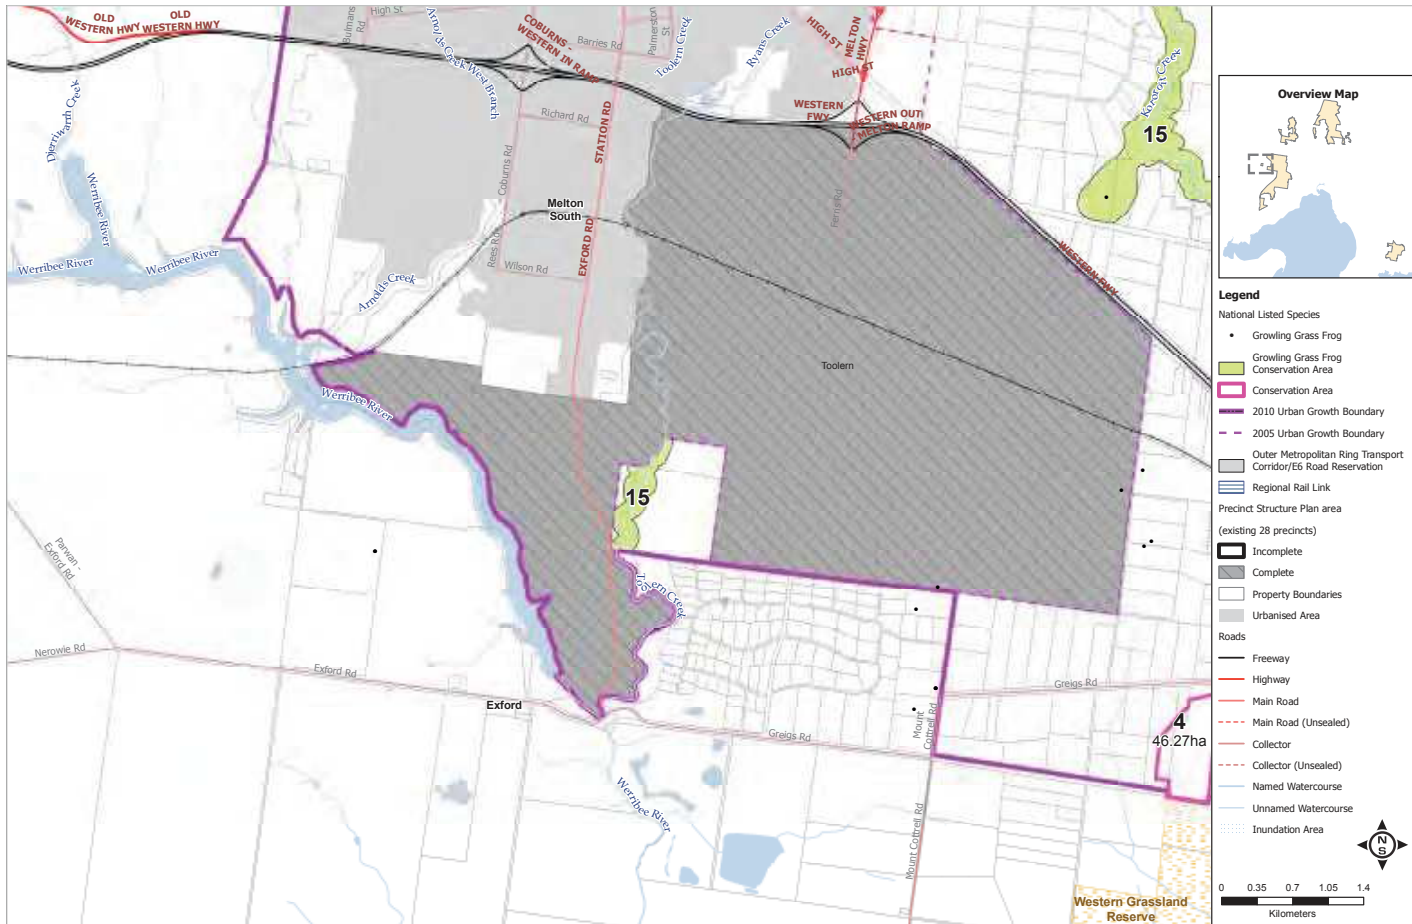 OLD
WESTERN HWY
OLD
WESTERN HWY
Bulmans
Rd
High St
Arnolds Creek West Branch
COBURNS -
WESTERN IN RAMP
Barries Rd
Palmerston
St
Toolern Creek
Ryans Creek
HIGH ST
MELTON
HWY
HIGH ST
WESTERN
FWY
WESTERN OUT
MELTON RAMP
Kororoit Creek
15
Djerriwarrh Creek
Werribee River
Werribee River
Werribee River
Richard Rd
Coburns Rd
STATION RD
Melton
South
EXFORD RD
Rees Rd
Wilson Rd
Arnolds Creek
Ferris Rd
WESTERN FWY
Toolern
Werribee River
15
Toolern Creek
Parwan -
Exford Rd
Nerowie Rd
Exford Rd
Exford
Greigs Rd
Mount
Cottrell Rd
Greigs Rd
4
46.27ha
Werribee River
Mount Cottrell Rd
Western Grassland
Reserve
Overview Map
Legend
National Listed Species
Growling Grass Frog
Growling Grass Frog
Conservation Area
Conservation Area
2010 Urban Growth Boundary
2005 Urban Growth Boundary
Outer Metropolitan Ring Transport
Corridor/E6 Road Reservation
Regional Rail Link
Precinct Structure Plan area
(existing 28 precincts)
Incomplete
Complete
Property Boundaries
Urbanised Area
Roads
Freeway
Highway
Main Road
Main Road (Unsealed)
Collector
Collector (Unsealed)
Named Watercourse
Unnamed Watercourse
Inundation Area
N
S
0 0.35 0.7 1.05 1.4
Kilometers